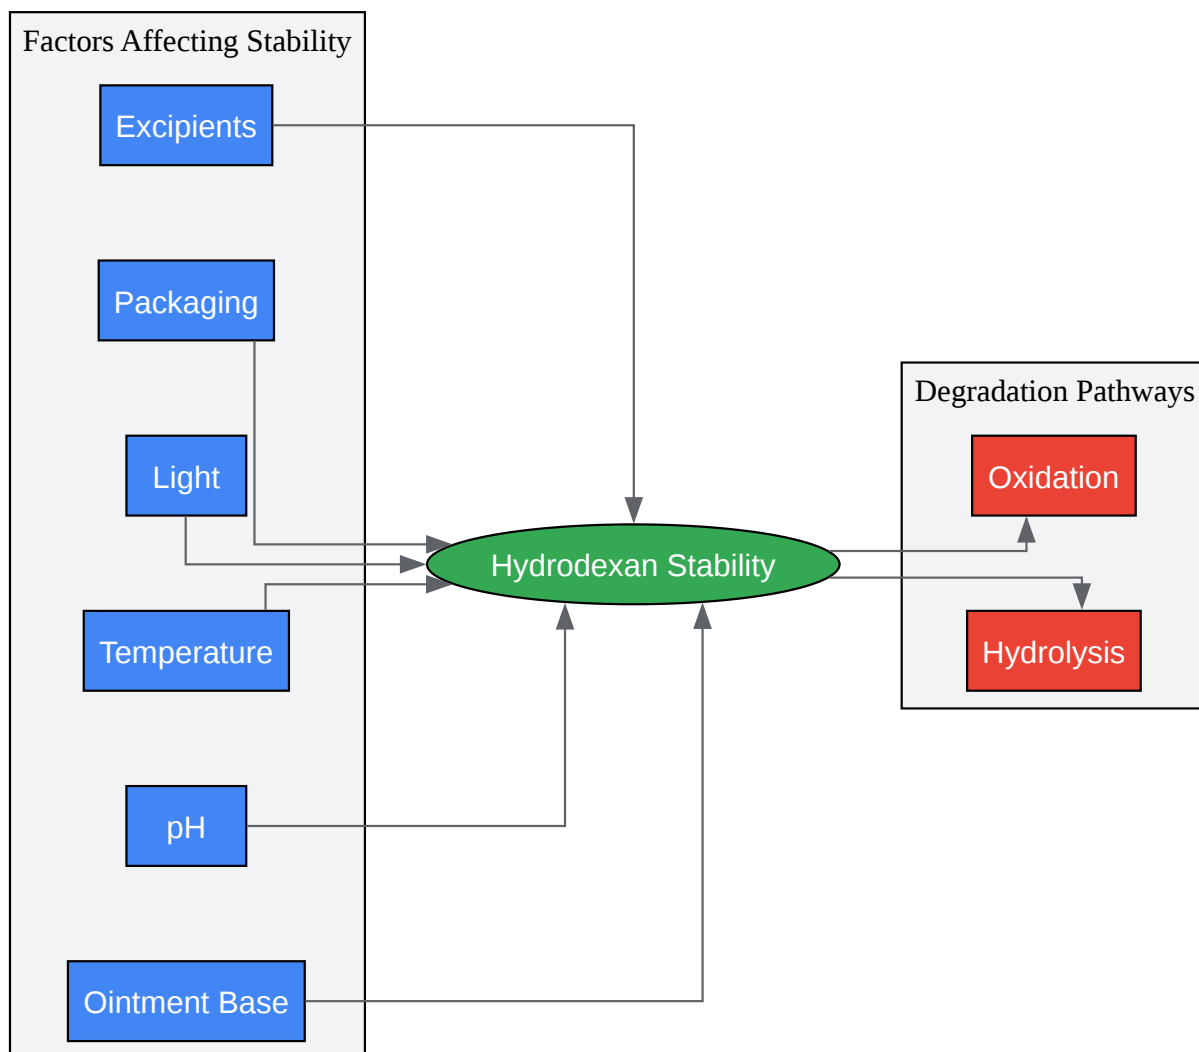 Factors Affecting Stability
Excipients
Packaging
Light
Temperature
pH
Ointment Base
Hydrodexan Stability
Degradation Pathways
Oxidation
Hydrolysis